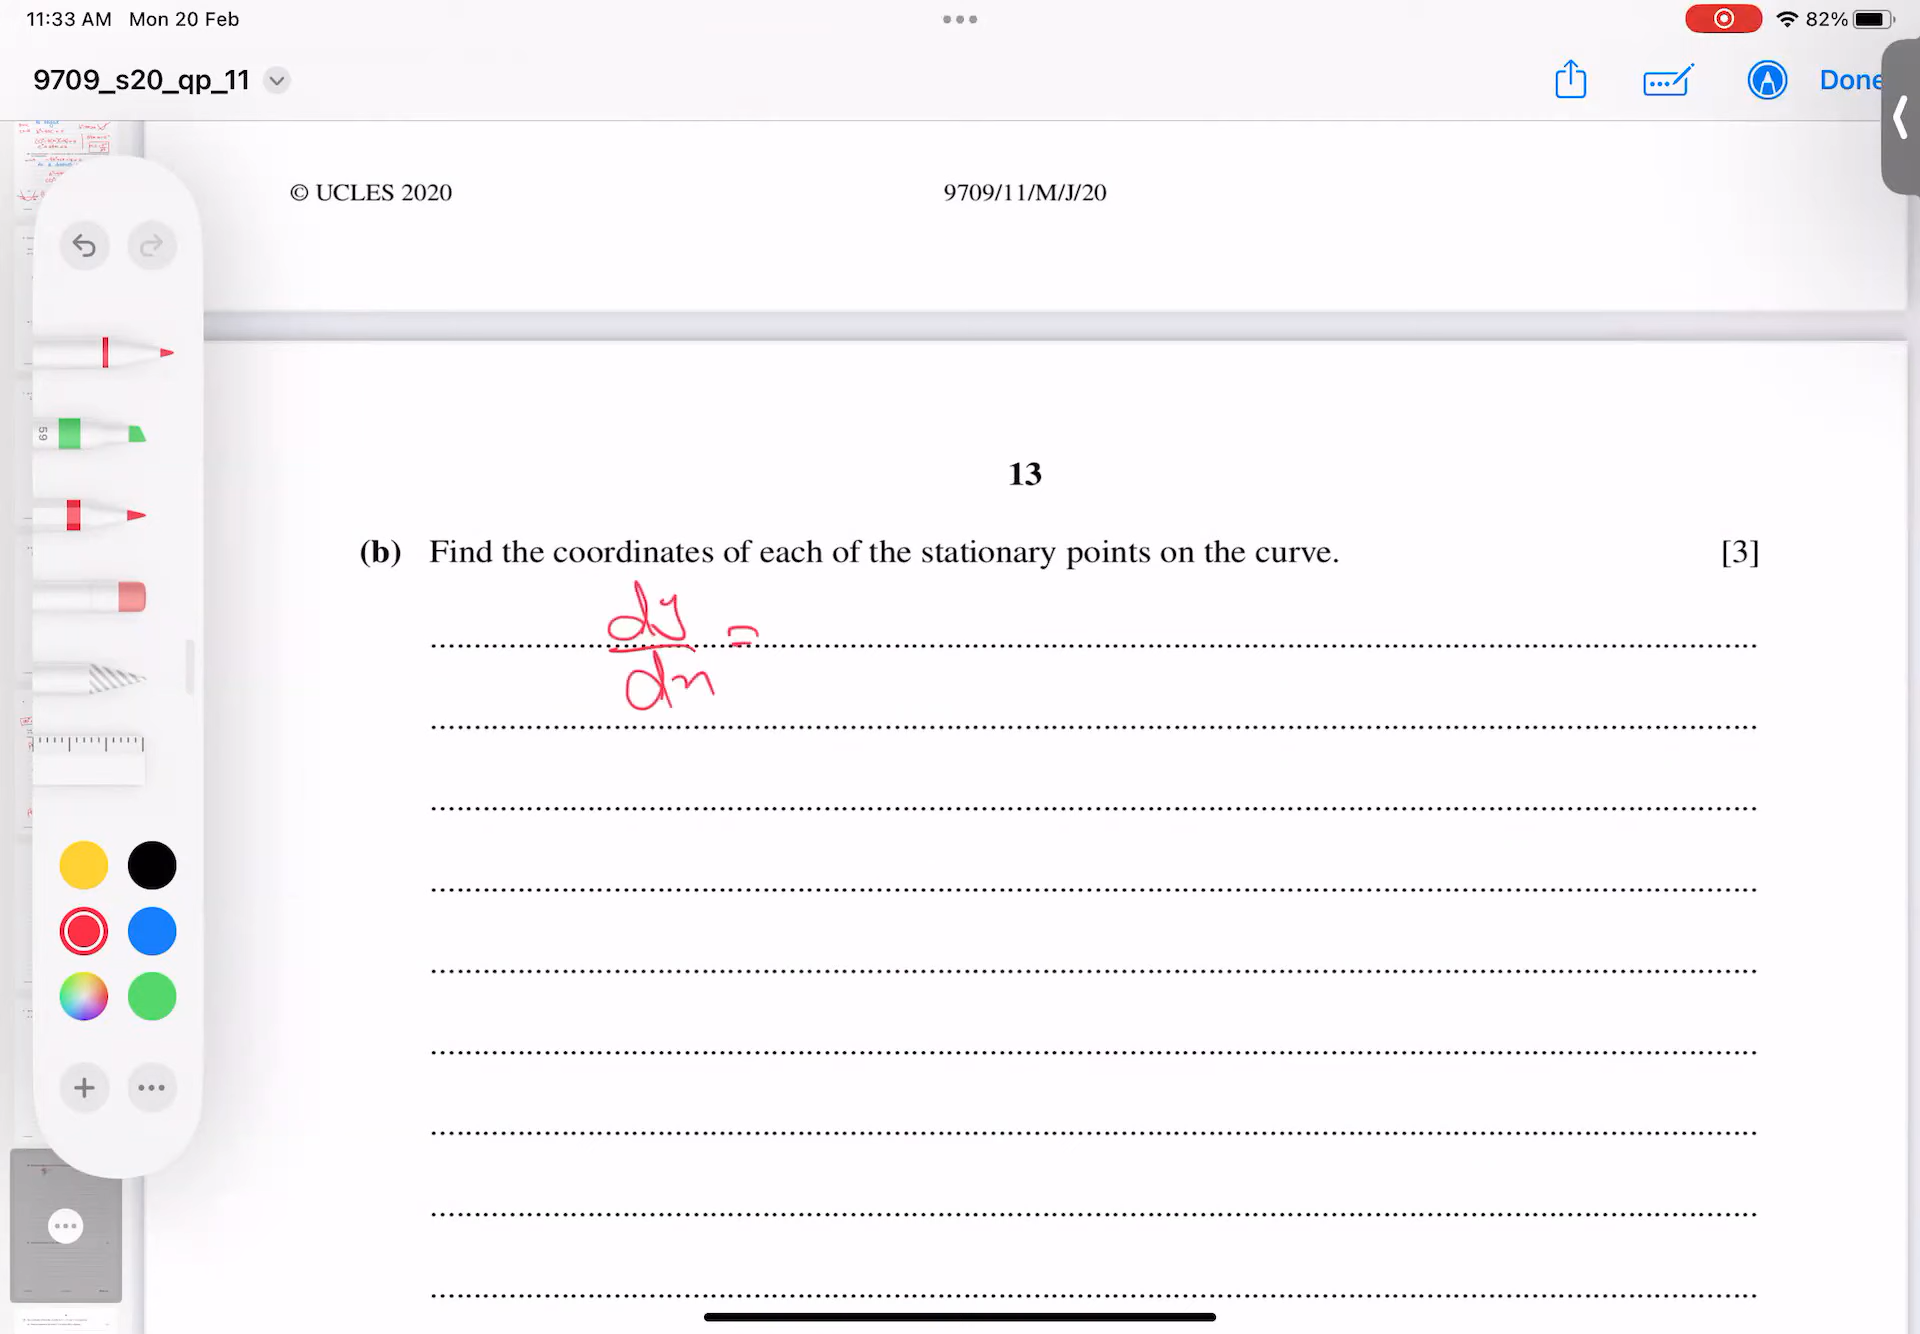 11:33 AM Mon 20 Feb
82%
9709_s20_qp_11
Done
© UCLES 2020
9709/11/M/J/20
13
(b) Find the coordinates of each of the stationary points on the curve. [3]
dy
=
dx
59